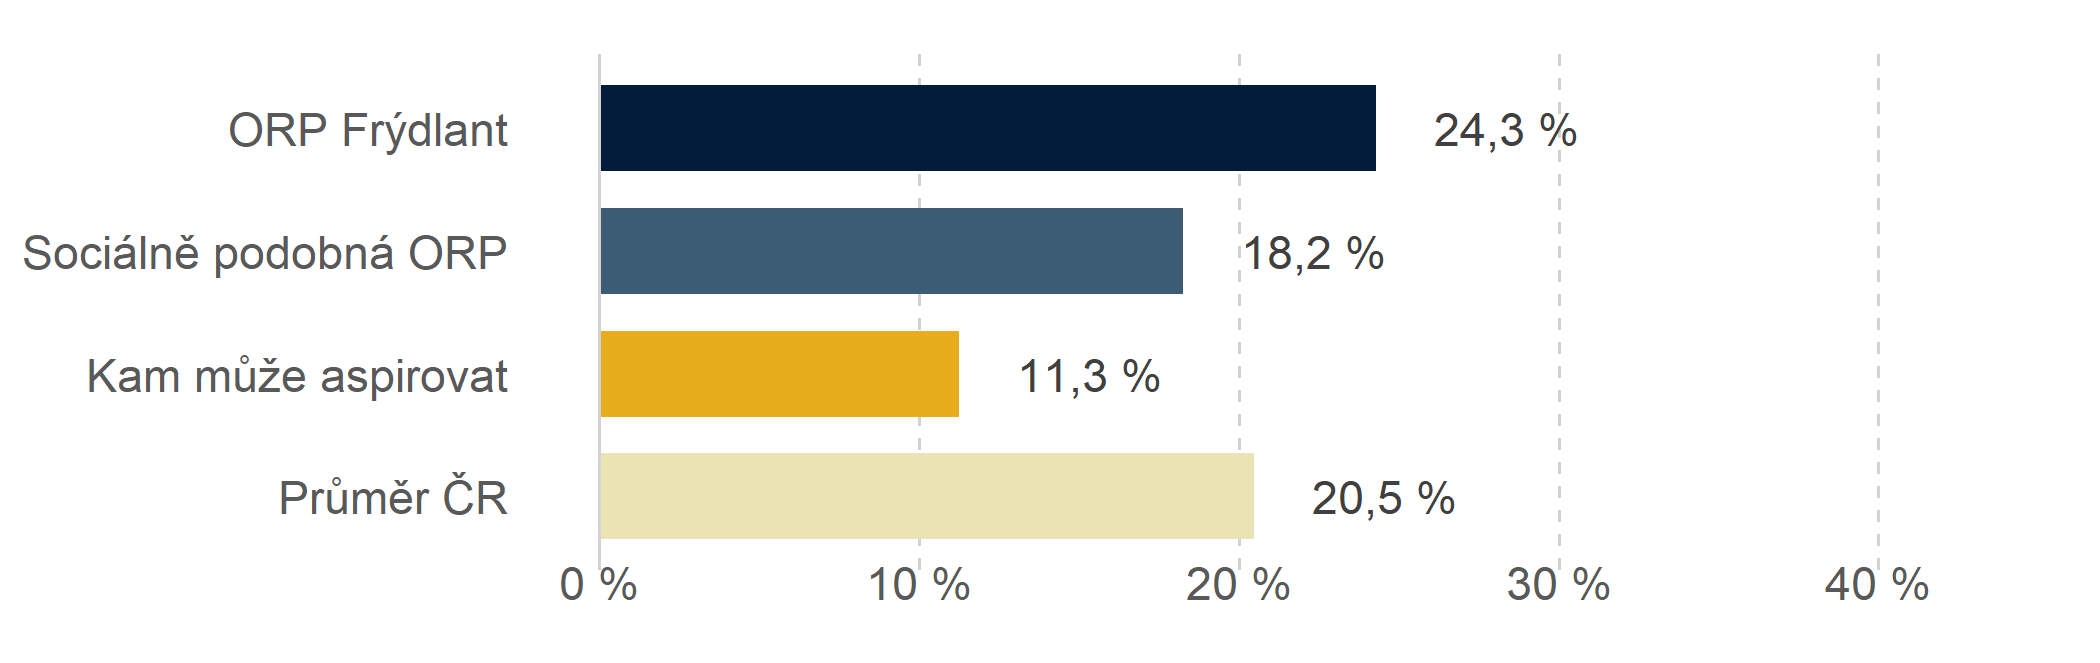 ORP Frýdlant
24,3 %
Sociálně podobná ORP
18,2 %
Kam může aspirovat
11,3 %
Průměr ČR
20,5 %
0 %
10 %
20 %
30 %
40 %